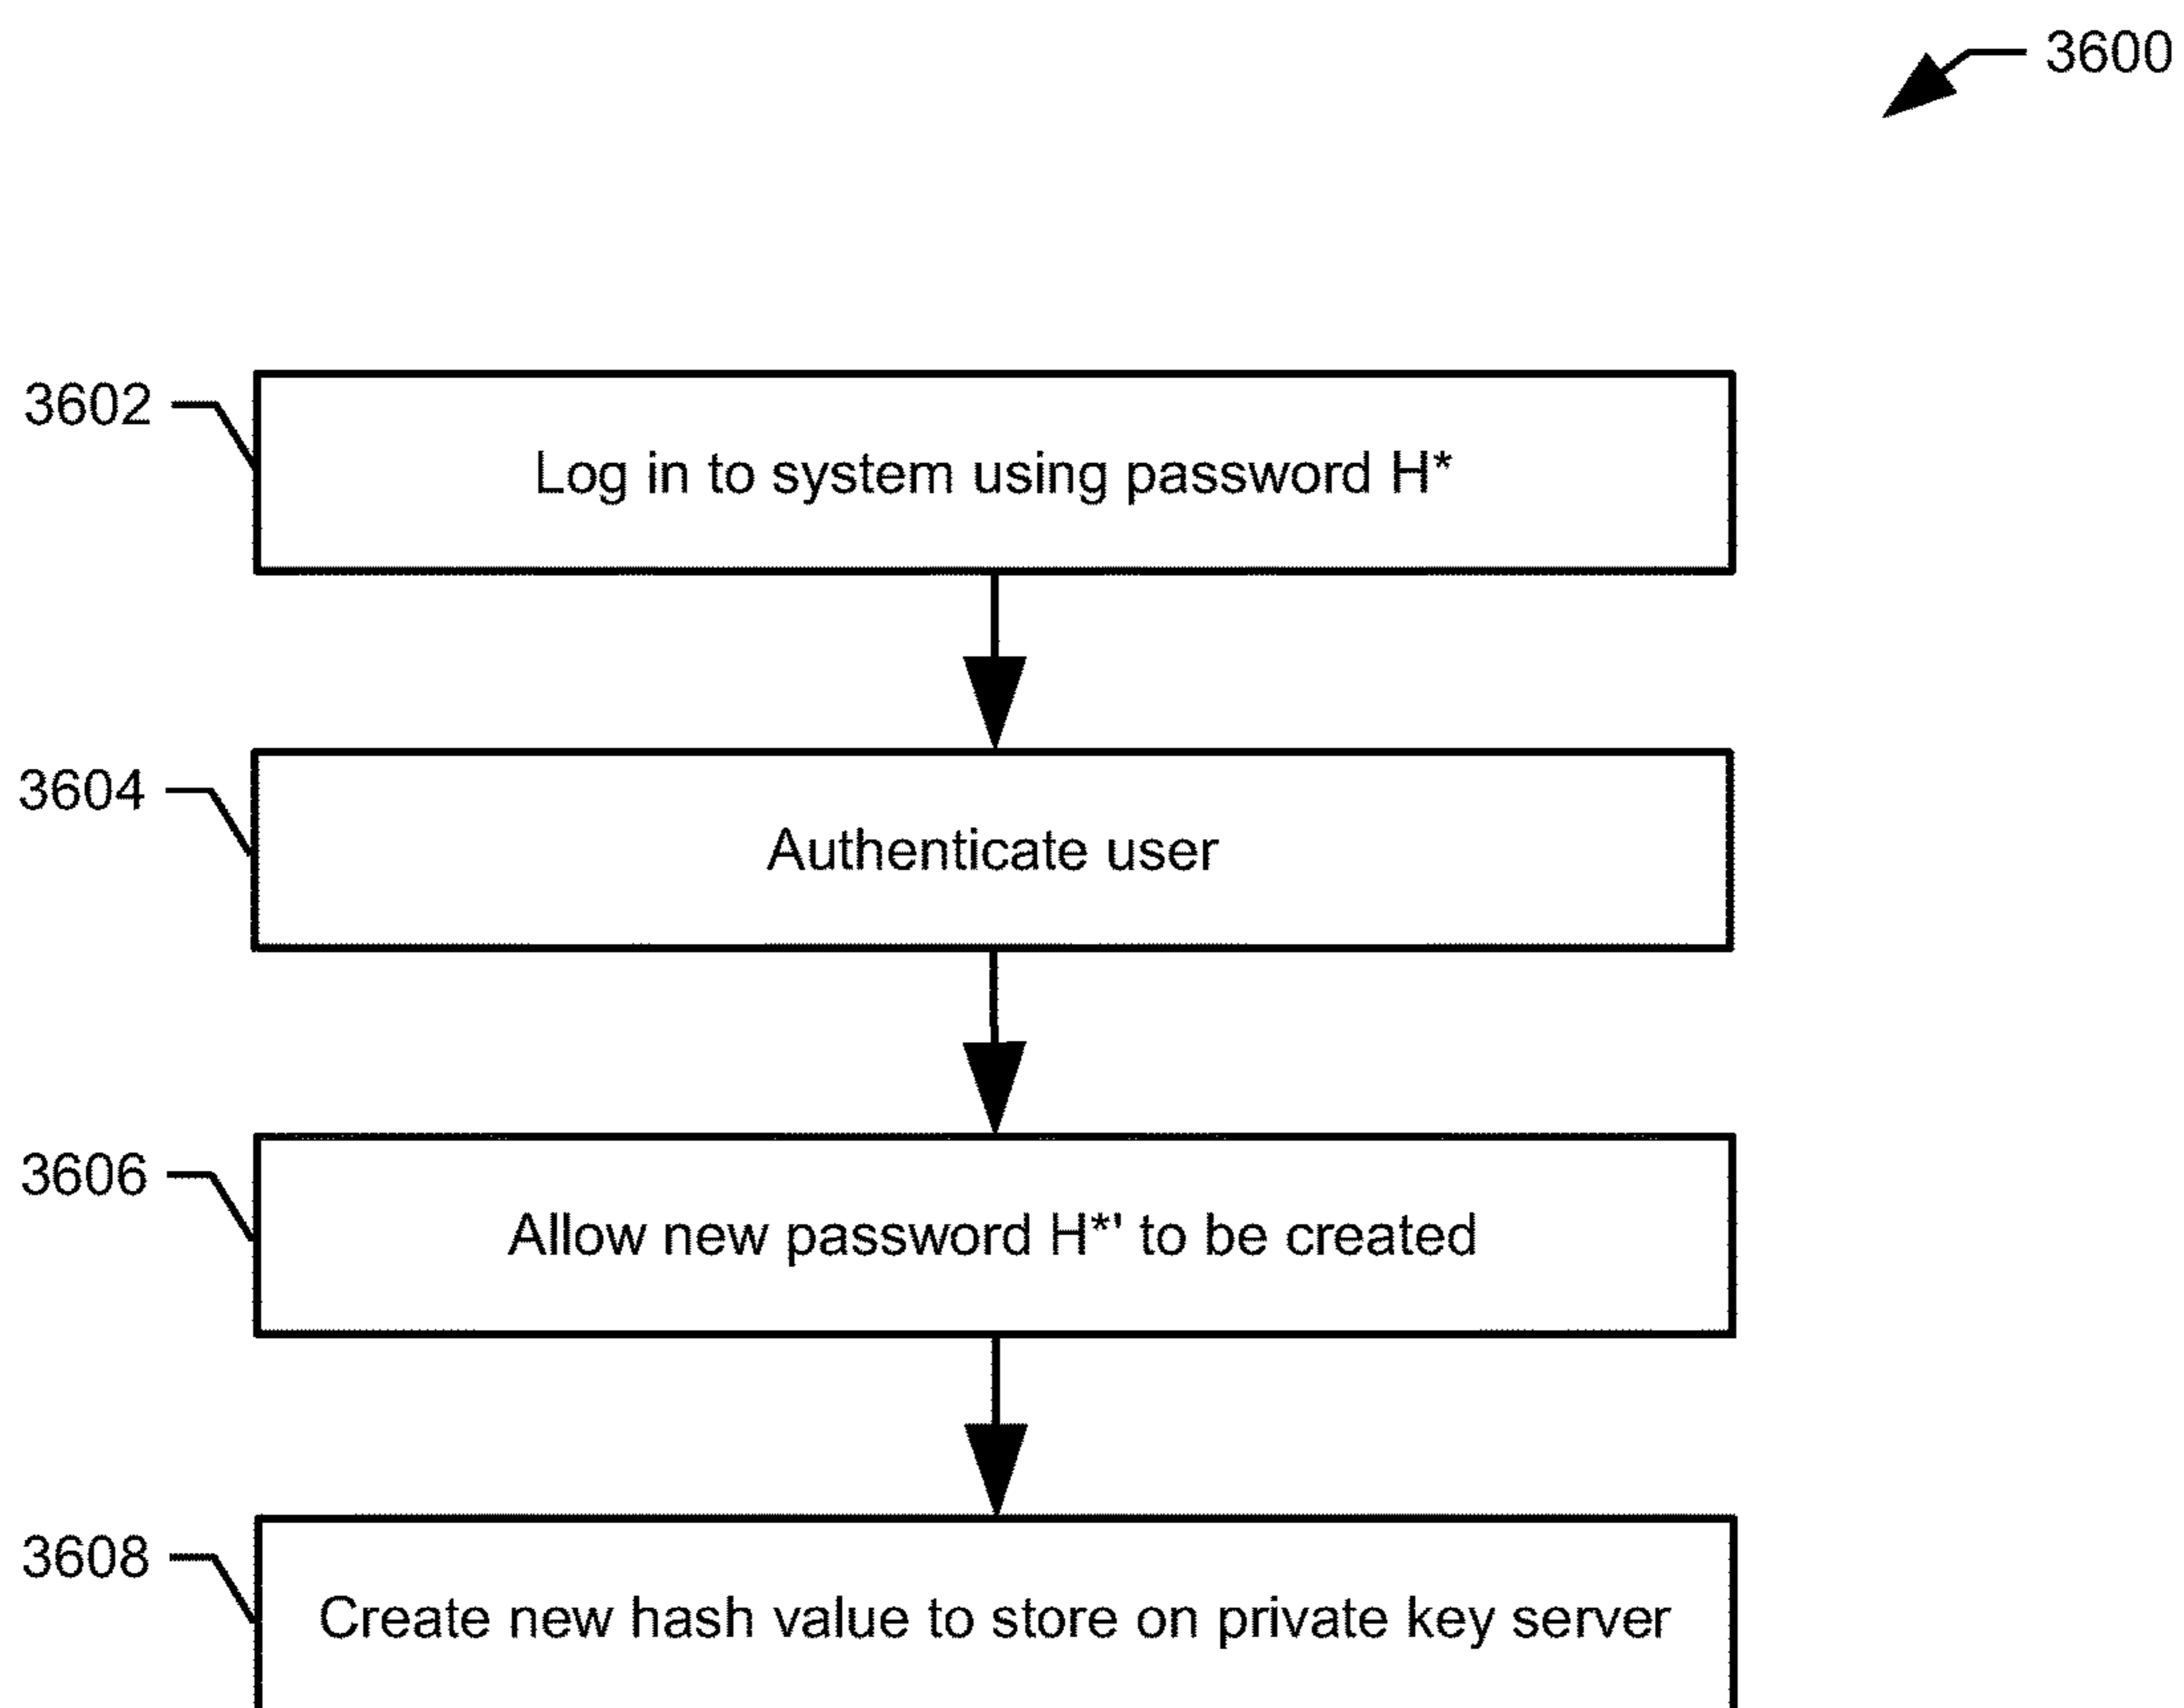 3600
3602
Log in to system using password H*
3604
Authenticate user
3606
Allow new password H*' to be created
3608
Create new hash value to store on private key server